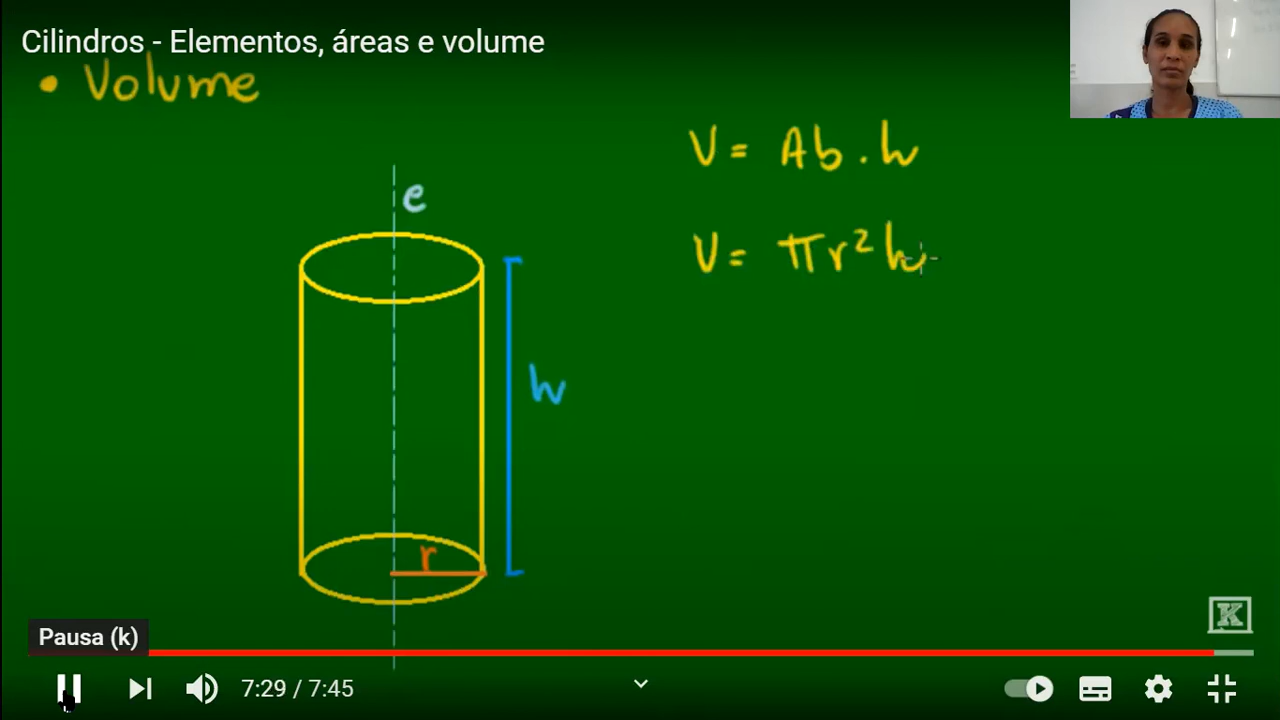 Cilindros - Elementos, áreas e volume
• Volume
V = Ab . h
e
V = πr²h
h
r
K
Pausa (k)
7:29 / 7:45